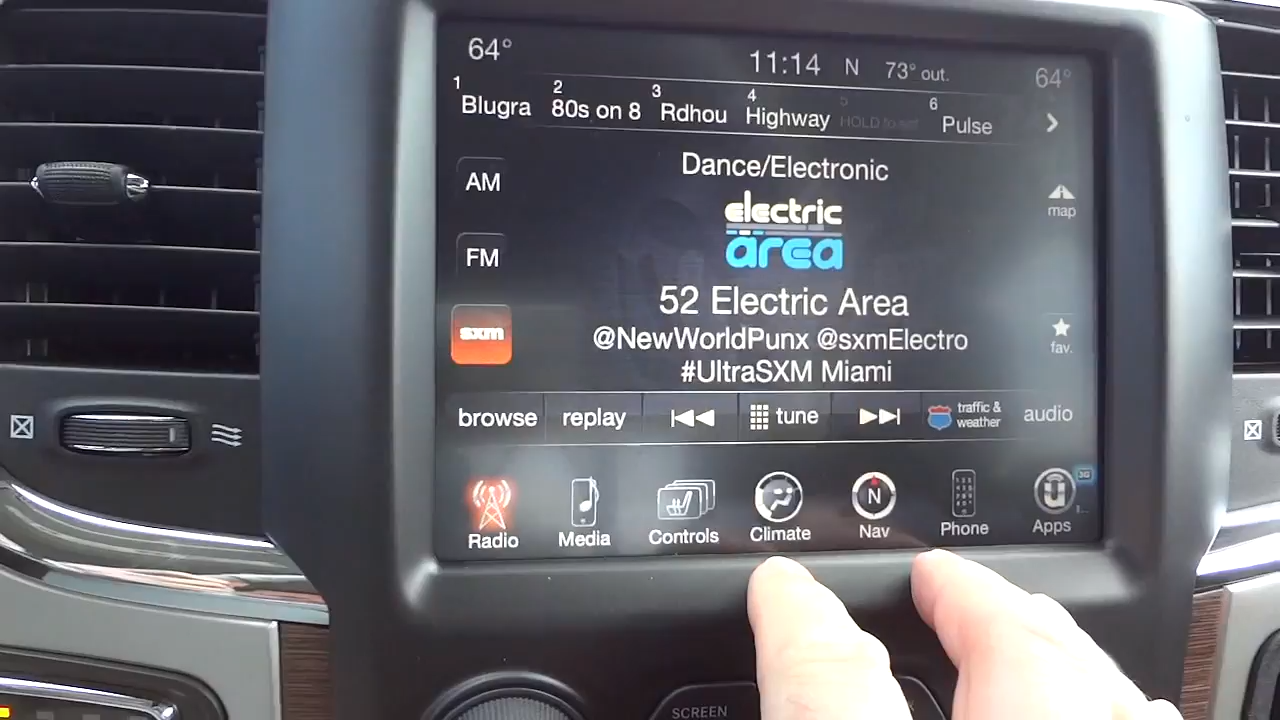 64° 11:14 N 73° out. 64°
1 Blugra 2 80s on 8 3 Rdhou 4 Highway 5 HOLD to set 6 Pulse
AM
Dance/Electronic
map
electric
area
FM
52 Electric Area
sxm
@NewWorldPunx @sxmElectro
fav.
#UltraSXM Miami
browse replay tune traffic & weather audio
N 3G
Radio Media Controls Climate Nav Phone Apps
SCREEN